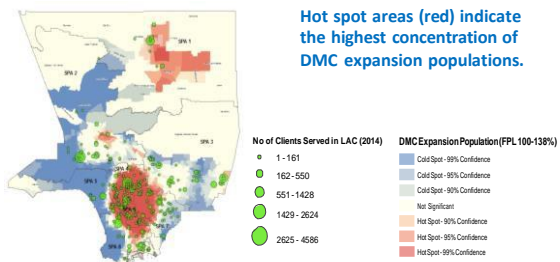 Hot spot areas (red) indicate
the highest concentration of
DMC expansion populations.
SPA 1
SPA 2
SPA 3
SPA 5
SPA 4
SPA 7
SPA 8
No of Clients Served in LAC (2014)
1 - 161
162 - 550
551 - 1428
1429 - 2624
2625 - 4586
DMC Expansion Population (FPL 100-138%)
Cold Spot - 99% Confidence
Cold Spot - 95% Confidence
Cold Spot - 90% Confidence
Not Significant
Hot Spot - 90% Confidence
Hot Spot - 95% Confidence
Hot Spot - 99% Confidence